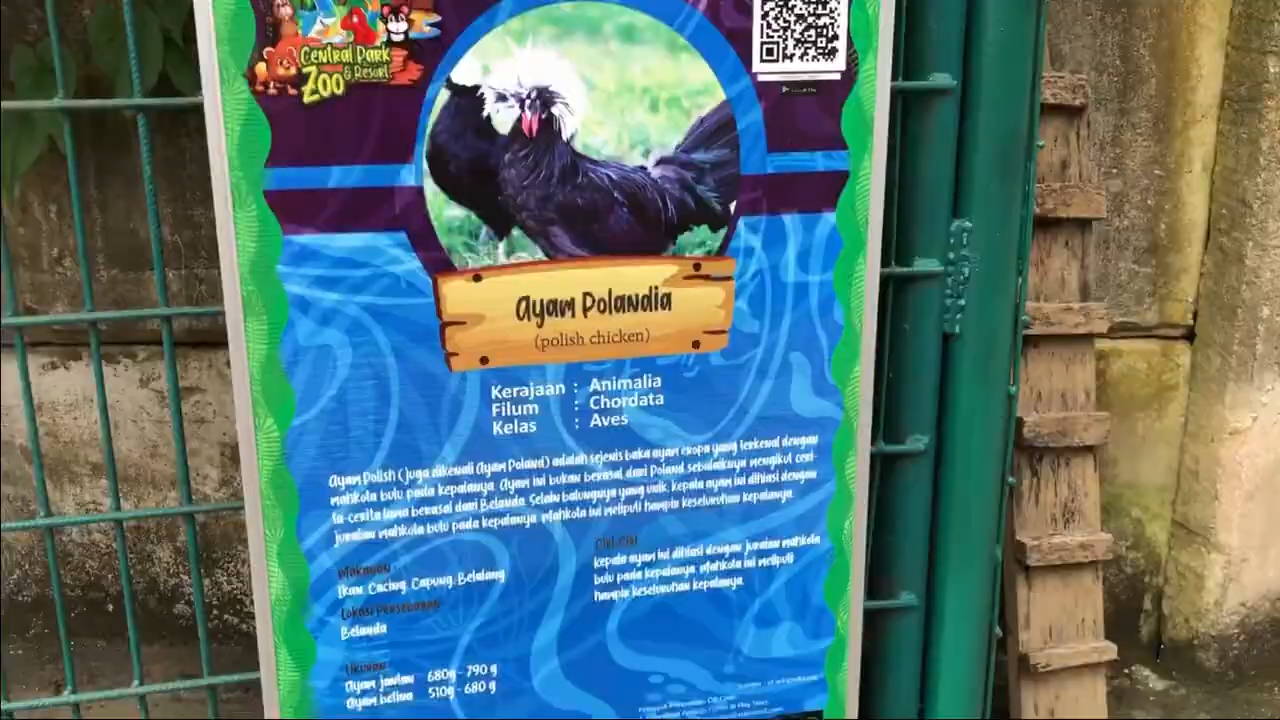 Central Park
Zoo & Resort
Ayam Polandia
(polish chicken)
Kerajaan : Animalia
Filum : Chordata
Kelas : Aves
Ayam Polish (juga dikenali Ayam Poland) adalah sejenis baka ayam eropa yang terkenal dengan
mahkota bulu pada kepalanya. Ayam ini bukan berasal dari Poland sebaliknya mengikut ceri-
ta-cerita lama berasal dari Belanda. Selain balungnya yang unik, kepala ayam ini dihiasi dengan
juraian mahkota bulu pada kepalanya. Mahkota ini meliputi hampir keseluruhan kepalanya.
Makanan
Ikan, Cacing, Capung, Belalang
Lokasi Persebaran
Belanda
Ukuran
Ayam jantan 680g - 790 g
Ayam betina 510g - 680 g
Ciri-Ciri
kepala ayam ini dihiasi dengan juraian mahkota
bulu pada kepalanya. Mahkota ini meliputi
hampir keseluruhan kepalanya.